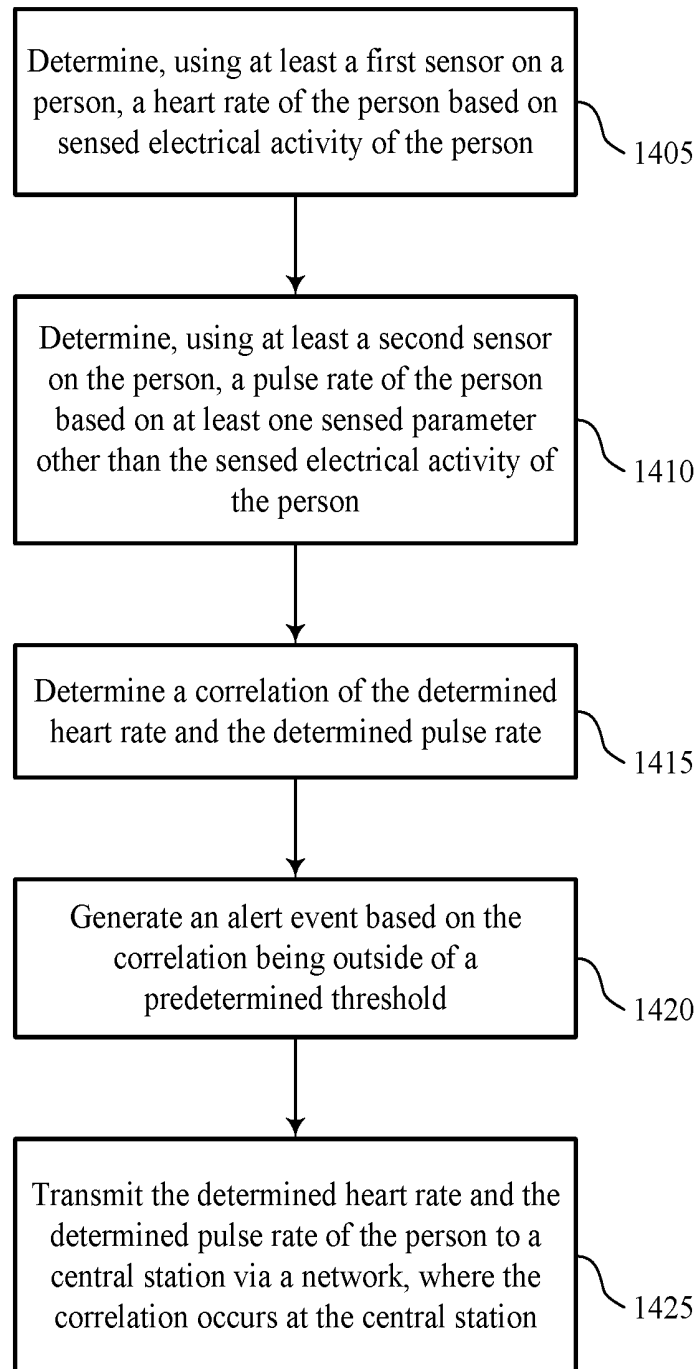 Determine, using at least a first sensor on a
person, a heart rate of the person based on
sensed electrical activity of the person
1405
Determine, using at least a second sensor
on the person, a pulse rate of the person
based on at least one sensed parameter
other than the sensed electrical activity of
the person
1410
Determine a correlation of the determined
heart rate and the determined pulse rate
1415
Generate an alert event based on the
correlation being outside of a
predetermined threshold
1420
Transmit the determined heart rate and the
determined pulse rate of the person to a
central station via a network, where the
correlation occurs at the central station
1425